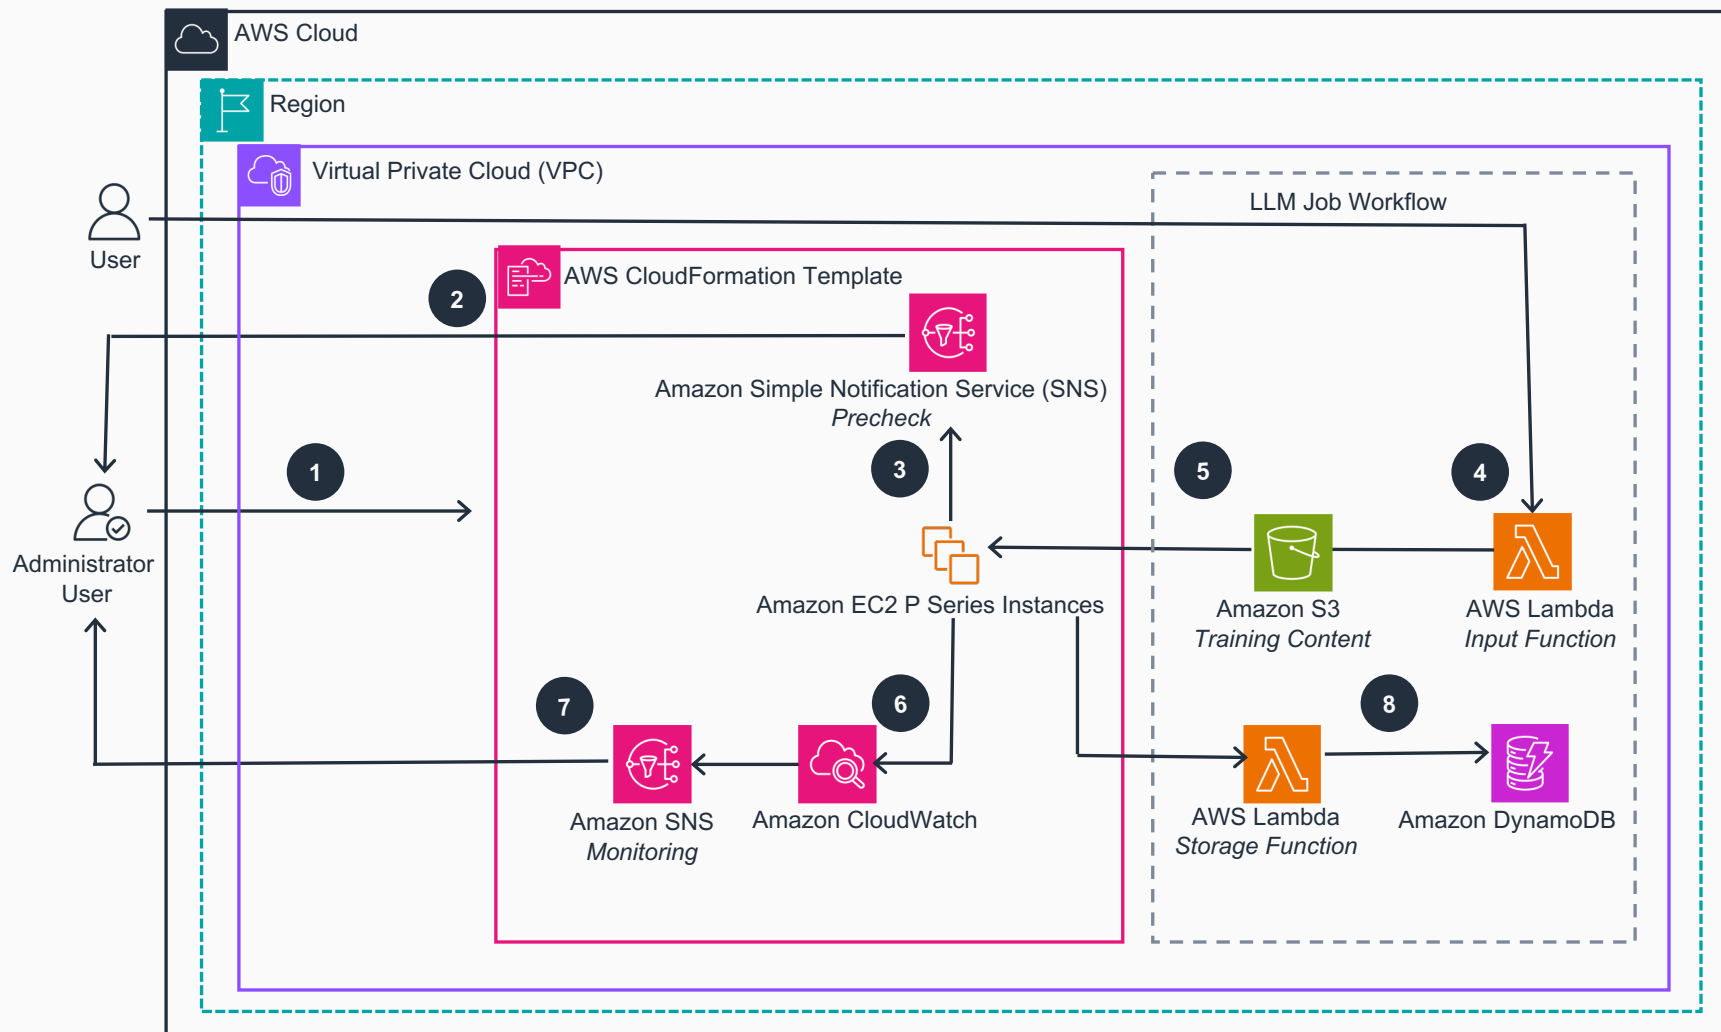 AWS Cloud
Region
Virtual Private Cloud (VPC)
LLM Job Workflow
User
AWS CloudFormation Template
2
Amazon Simple Notification Service (SNS)
Precheck
1
3
5
4
Administrator
User
Amazon EC2 P Series Instances
Amazon S3
Training Content
AWS Lambda
Input Function
7
6
8
Amazon SNS
Monitoring
Amazon CloudWatch
AWS Lambda
Storage Function
Amazon DynamoDB